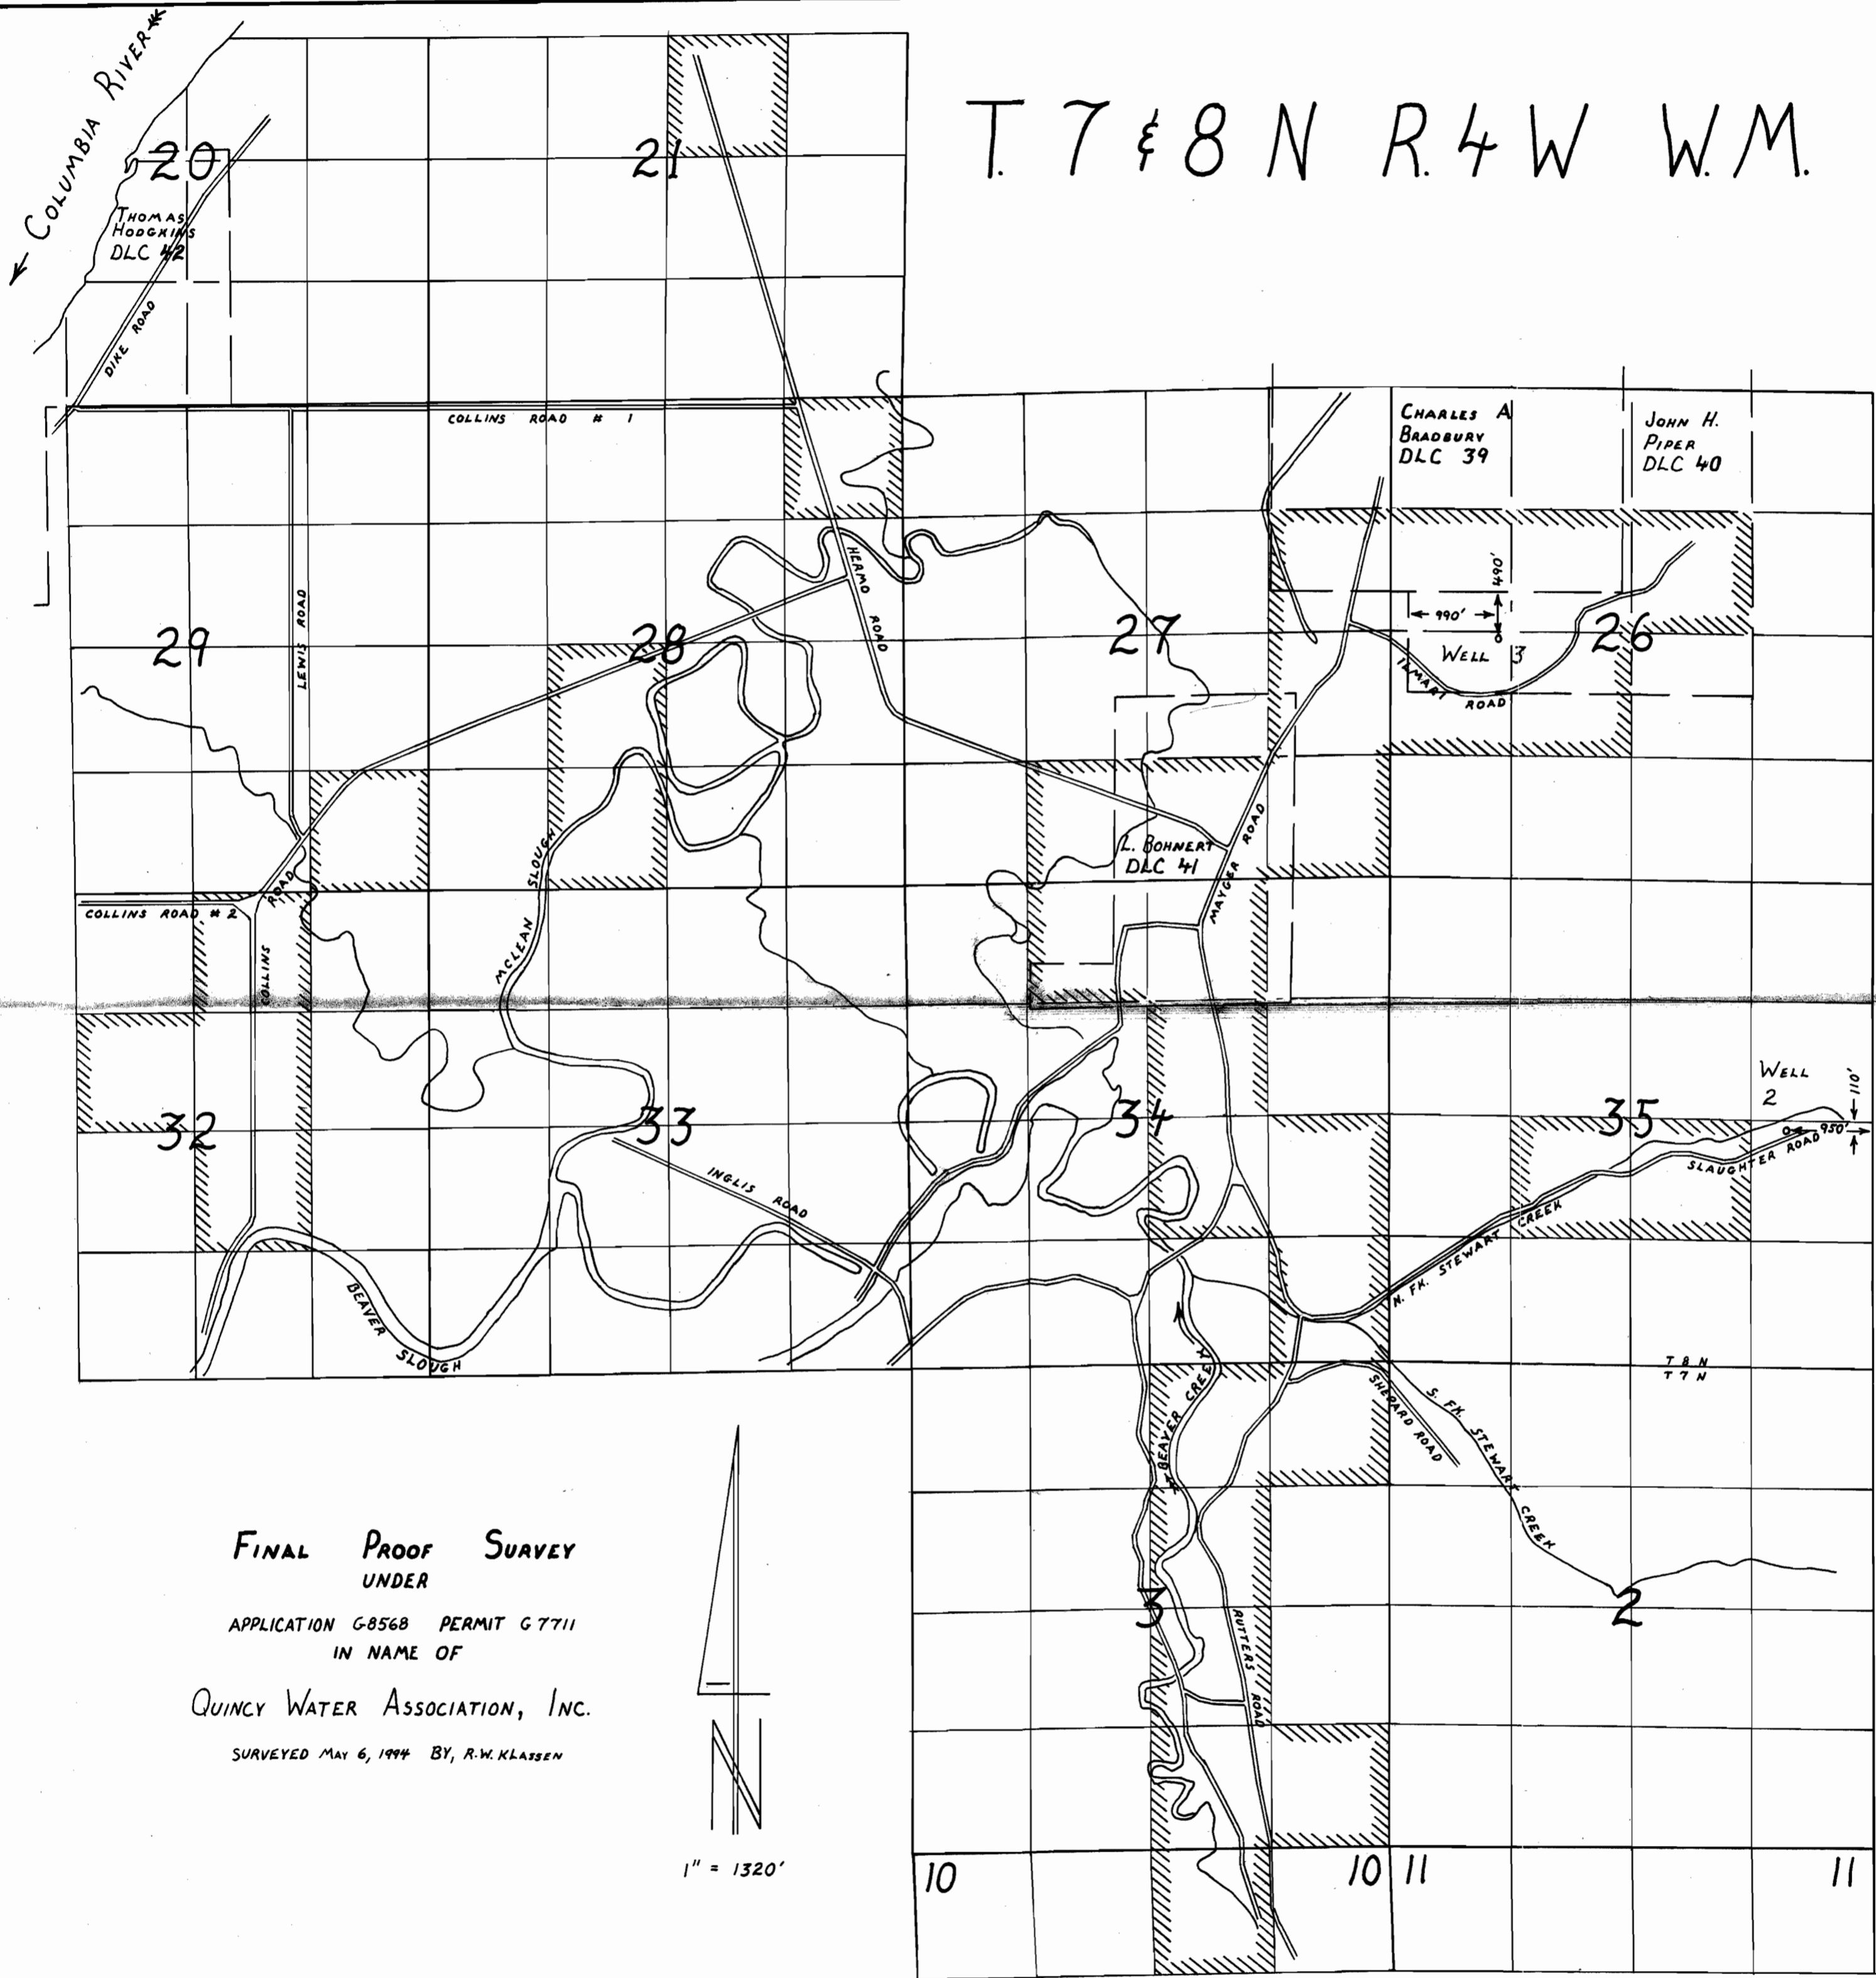 T. 7 & 8 N R. 4 W W.M.
COLUMBIA RIVER
20
21
THOMAS
HODGKINS
DLC 42
DIKE ROAD
COLLINS ROAD # 1
CHARLES A
BRADBURY
DLC 39
JOHN H.
PIPER
DLC 40
HERMO ROAD
LEWIS ROAD
490'
990'
29
28
27
26
WELL 3
ILMARI
ROAD
L. BOHNERT
DLC 41
MAYGER ROAD
MCLEAN SLOUGH
COLLINS ROAD # 2
COLLINS ROAD
WELL
2
110'
950'
32
33
34
35
SLAUGHTER ROAD
INGLIS ROAD
N. FK. STEWART CREEK
BEAVER SLOUGH
T 8 N
T 7 N
BEAVER CREEK
SHEPARD ROAD
S. FK. STEWART CREEK
3
2
RUTTERS ROAD
FINAL PROOF SURVEY
UNDER
APPLICATION G8568 PERMIT G 7711
IN NAME OF
QUINCY WATER ASSOCIATION, INC.
SURVEYED MAY 6, 1994 BY, R.W. KLASSEN
N
1" = 1320'
10
10
11
11